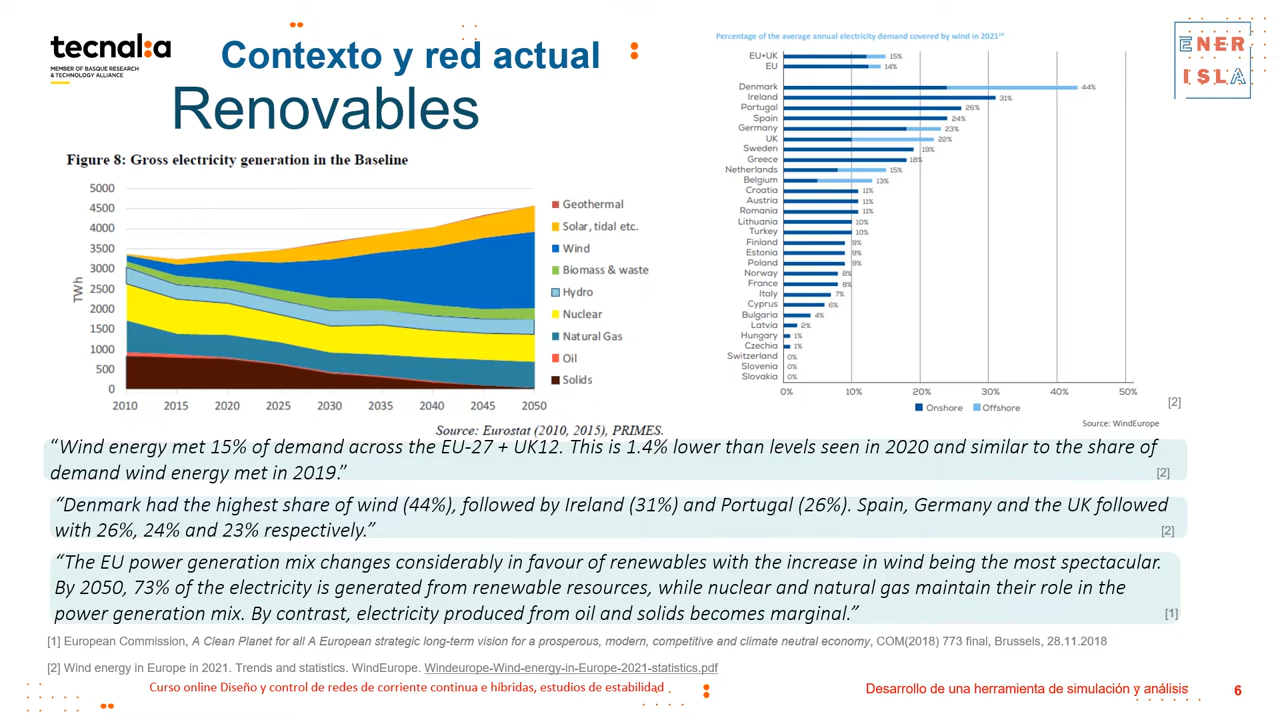 tecnal:a
MEMBER OF BASQUE RESEARCH
& TECHNOLOGY ALLIANCE
Contexto y red actual
Renovables
ENER
ISLA
Figure 8: Gross electricity generation in the Baseline
5000
4500
4000
3500
3000
2500
2000
1500
1000
500
0
TWh
2010 2015 2020 2025 2030 2035 2040 2045 2050
Geothermal
Solar, tidal etc.
Wind
Biomass & waste
Hydro
Nuclear
Natural Gas
Oil
Solids
Source: Eurostat (2010, 2015), PRIMES.
Percentage of the average annual electricity demand covered by wind in 2021¹⁴
EU+UK 15%
EU 14%
Denmark 44%
Ireland 31%
Portugal 26%
Spain 24%
Germany 23%
UK 22%
Sweden 19%
Greece 18%
Netherlands 15%
Belgium 13%
Croatia 11%
Austria 11%
Romania 11%
Lithuania 10%
Turkey 10%
Finland 9%
Estonia 9%
Poland 9%
Norway 8%
France 8%
Italy 7%
Cyprus 6%
Bulgaria 4%
Latvia 2%
Hungary 1%
Czechia 1%
Switzerland 0%
Slovenia 0%
Slovakia 0%
0% 10% 20% 30% 40% 50%
Onshore Offshore
[2]
Source: WindEurope
“Wind energy met 15% of demand across the EU-27 + UK12. This is 1.4% lower than levels seen in 2020 and similar to the share of
demand wind energy met in 2019.”
[2]
“Denmark had the highest share of wind (44%), followed by Ireland (31%) and Portugal (26%). Spain, Germany and the UK followed
with 26%, 24% and 23% respectively.”
[2]
“The EU power generation mix changes considerably in favour of renewables with the increase in wind being the most spectacular.
By 2050, 73% of the electricity is generated from renewable resources, while nuclear and natural gas maintain their role in the
power generation mix. By contrast, electricity produced from oil and solids becomes marginal.”
[1]
[1] European Commission, A Clean Planet for all A European strategic long-term vision for a prosperous, modern, competitive and climate neutral economy, COM(2018) 773 final, Brussels, 28.11.2018
[2] Wind energy in Europe in 2021. Trends and statistics. WindEurope. Windeurope-Wind-energy-in-Europe-2021-statistics.pdf
Curso online Diseño y control de redes de corriente continua e híbridas, estudios de estabilidad
Desarrollo de una herramienta de simulación y análisis
6